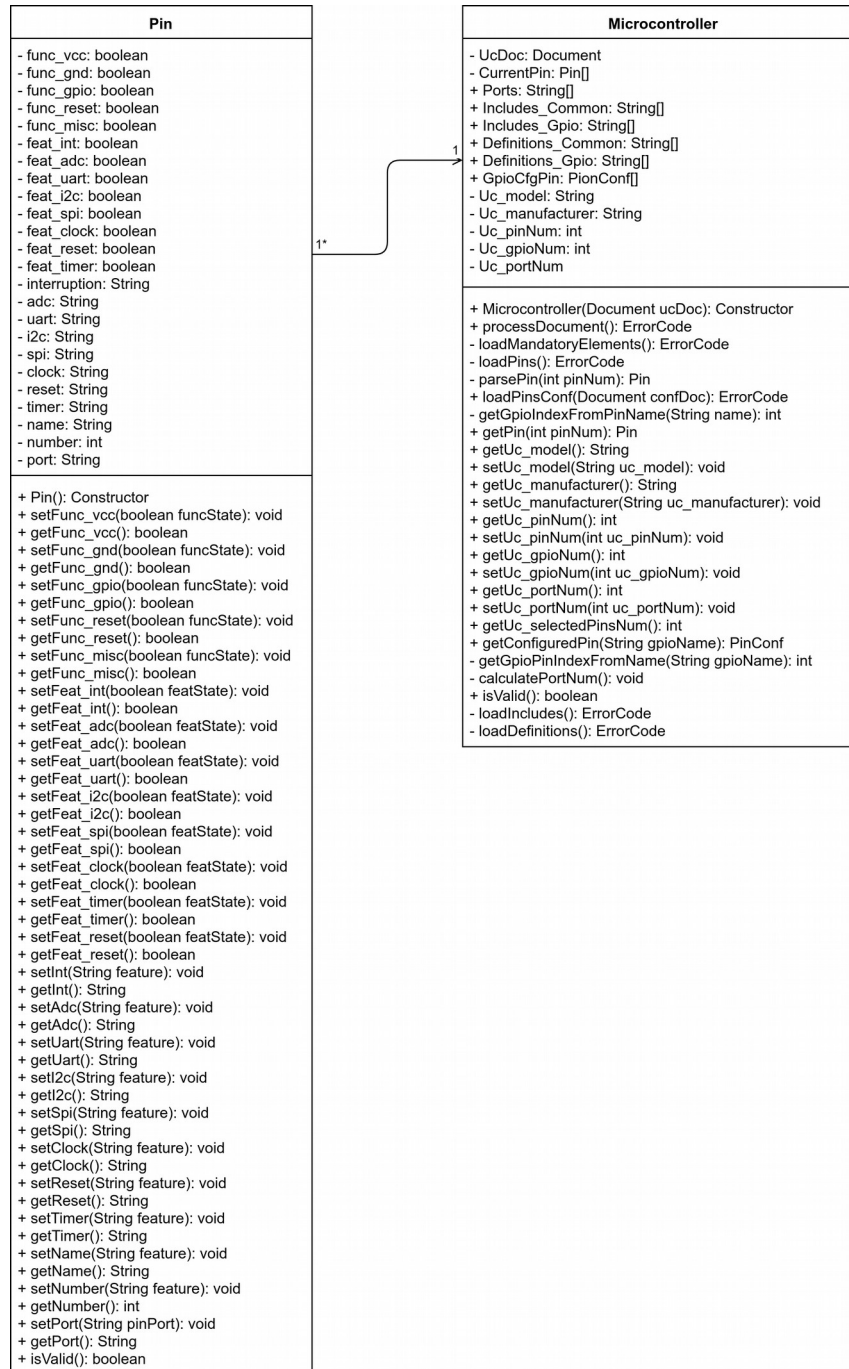 Pin
- func_vcc: boolean
- func_gnd: boolean
- func_gpio: boolean
- func_reset: boolean
- func_misc: boolean
- feat_int: boolean
- feat_adc: boolean
- feat_uart: boolean
- feat_i2c: boolean
- feat_spi: boolean
- feat_clock: boolean
- feat_reset: boolean
- feat_timer: boolean
- interruption: String
- adc: String
- uart: String
- i2c: String
- spi: String
- clock: String
- reset: String
- timer: String
- name: String
- number: int
- port: String
+ Pin(): Constructor
+ setFunc_vcc(boolean funcState): void
+ getFunc_vcc(): boolean
+ setFunc_gnd(boolean funcState): void
+ getFunc_gnd(): boolean
+ setFunc_gpio(boolean funcState): void
+ getFunc_gpio(): boolean
+ setFunc_reset(boolean funcState): void
+ getFunc_reset(): boolean
+ setFunc_misc(boolean funcState): void
+ getFunc_misc(): boolean
+ setFeat_int(boolean featState): void
+ getFeat_int(): boolean
+ setFeat_adc(boolean featState): void
+ getFeat_adc(): boolean
+ setFeat_uart(boolean featState): void
+ getFeat_uart(): boolean
+ setFeat_i2c(boolean featState): void
+ getFeat_i2c(): boolean
+ setFeat_spi(boolean featState): void
+ getFeat_spi(): boolean
+ setFeat_clock(boolean featState): void
+ getFeat_clock(): boolean
+ setFeat_timer(boolean featState): void
+ getFeat_timer(): boolean
+ setFeat_reset(boolean featState): void
+ getFeat_reset(): boolean
+ setInt(String feature): void
+ getInt(): String
+ setAdc(String feature): void
+ getAdc(): String
+ setUart(String feature): void
+ getUart(): String
+ setI2c(String feature): void
+ getI2c(): String
+ setSpi(String feature): void
+ getSpi(): String
+ setClock(String feature): void
+ getClock(): String
+ setReset(String feature): void
+ getReset(): String
+ setTimer(String feature): void
+ getTimer(): String
+ setName(String feature): void
+ getName(): String
+ setNumber(String feature): void
+ getNumber(): int
+ setPort(String pinPort): void
+ getPort(): String
+ isValid(): boolean
1*
1
Microcontroller
- UcDoc: Document
- CurrentPin: Pin[]
+ Ports: String[]
+ Includes_Common: String[]
+ Includes_Gpio: String[]
+ Definitions_Common: String[]
+ Definitions_Gpio: String[]
+ GpioCfgPin: PionConf[]
- Uc_model: String
- Uc_manufacturer: String
- Uc_pinNum: int
- Uc_gpioNum: int
- Uc_portNum
+ Microcontroller(Document ucDoc): Constructor
+ processDocument(): ErrorCode
- loadMandatoryElements(): ErrorCode
- loadPins(): ErrorCode
- parsePin(int pinNum): Pin
+ loadPinsConf(Document confDoc): ErrorCode
- getGpioIndexFromPinName(String name): int
+ getPin(int pinNum): Pin
+ getUc_model(): String
+ setUc_model(String uc_model): void
+ getUc_manufacturer(): String
+ setUc_manufacturer(String uc_manufacturer): void
+ getUc_pinNum(): int
+ setUc_pinNum(int uc_pinNum): void
+ getUc_gpioNum(): int
+ setUc_gpioNum(int uc_gpioNum): void
+ getUc_portNum(): int
+ setUc_portNum(int uc_portNum): void
+ getUc_selectedPinsNum(): int
+ getConfiguredPin(String gpioName): PinConf
- getGpioPinIndexFromName(String gpioName): int
- calculatePortNum(): void
+ isValid(): boolean
- loadIncludes(): ErrorCode
- loadDefinitions(): ErrorCode